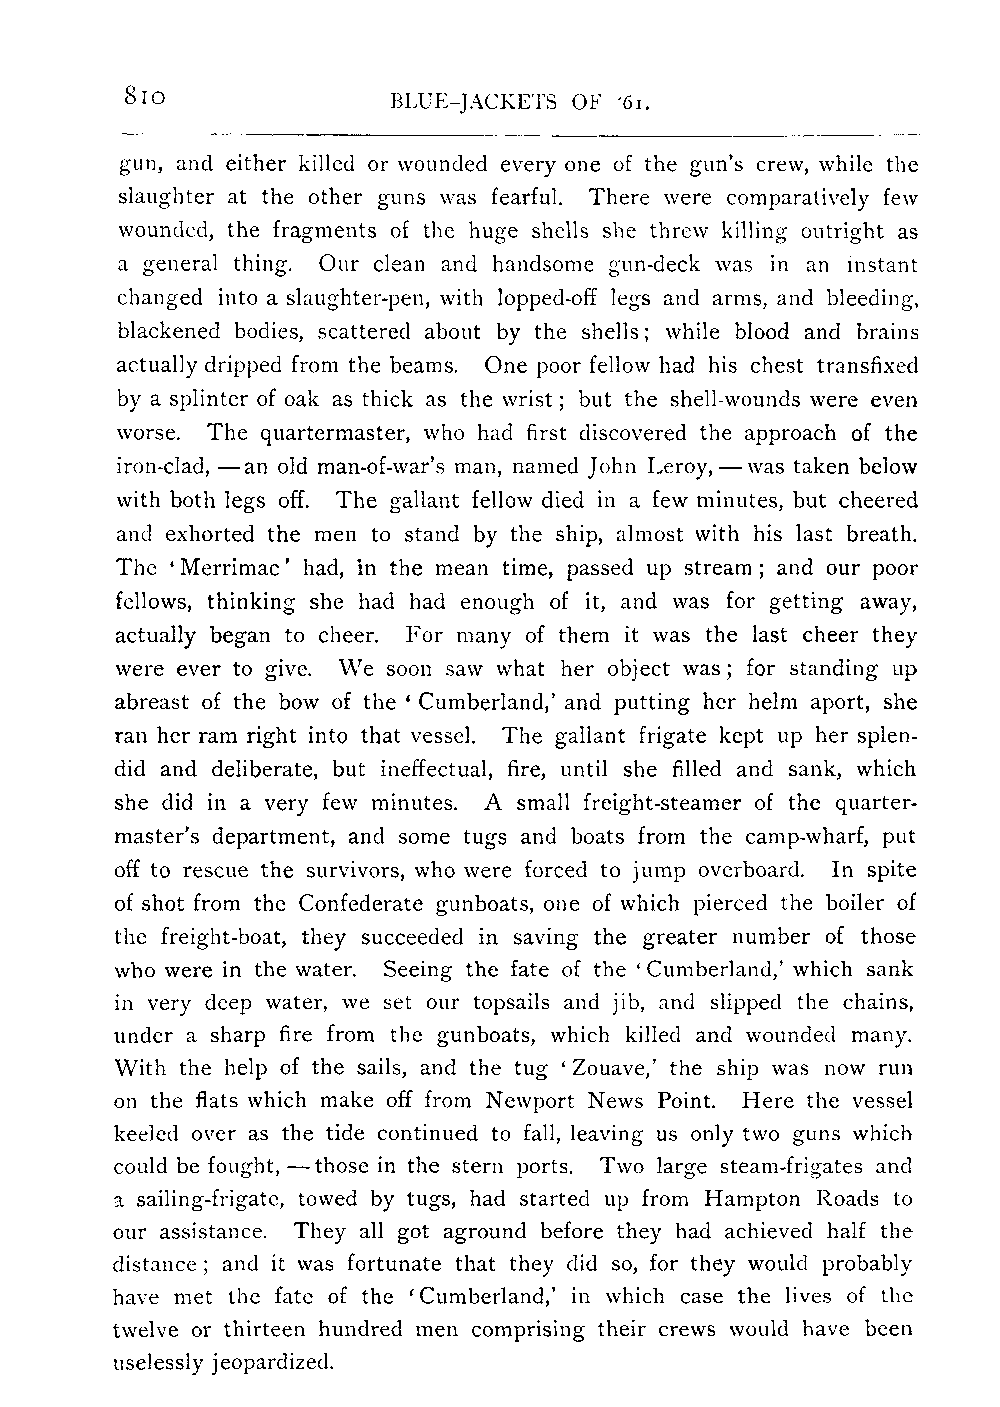 810 BLUE-JACKETS OF '61.
gun, and either killed or wounded every one of the gun's crew, while the
slaughter at the other guns was fearful. There were comparatively few
wounded, the fragments of the huge shells she threw killing outright as
a general thing. Our clean and handsome gun-deck was in an instant
changed into a slaughter-pen, with lopped-off legs and arms, and bleeding,
blackened bodies, scattered about by the shells; while blood and brains
actually dripped from the beams. One poor fellow had his chest transfixed
by a splinter of oak as thick as the wrist; but the shell-wounds were even
worse. The quartermaster, who had first discovered the approach of the
iron-clad, — an old man-of-war's man, named John Leroy, — was taken below
with both legs off. The gallant fellow died in a few minutes, but cheered
and exhorted the men to stand by the ship, almost with his last breath.
The 'Merrimac' had, in the mean time, passed up stream; and our poor
fellows, thinking she had had enough of it, and was for getting away,
actually began to cheer. For many of them it was the last cheer they
were ever to give. We soon saw what her object was; for standing up
abreast of the bow of the 'Cumberland,' and putting her helm aport, she
ran her ram right into that vessel. The gallant frigate kept up her splen-
did and deliberate, but ineffectual, fire, until she filled and sank, which
she did in a very few minutes. A small freight-steamer of the quarter-
master's department, and some tugs and boats from the camp-wharf, put
off to rescue the survivors, who were forced to jump overboard. In spite
of shot from the Confederate gunboats, one of which pierced the boiler of
the freight-boat, they succeeded in saving the greater number of those
who were in the water. Seeing the fate of the 'Cumberland,' which sank
in very deep water, we set our topsails and jib, and slipped the chains,
under a sharp fire from the gunboats, which killed and wounded many.
With the help of the sails, and the tug 'Zouave,' the ship was now run
on the flats which make off from Newport News Point. Here the vessel
keeled over as the tide continued to fall, leaving us only two guns which
could be fought, — those in the stern ports. Two large steam-frigates and
a sailing-frigate, towed by tugs, had started up from Hampton Roads to
our assistance. They all got aground before they had achieved half the
distance; and it was fortunate that they did so, for they would probably
have met the fate of the 'Cumberland,' in which case the lives of the
twelve or thirteen hundred men comprising their crews would have been
uselessly jeopardized.